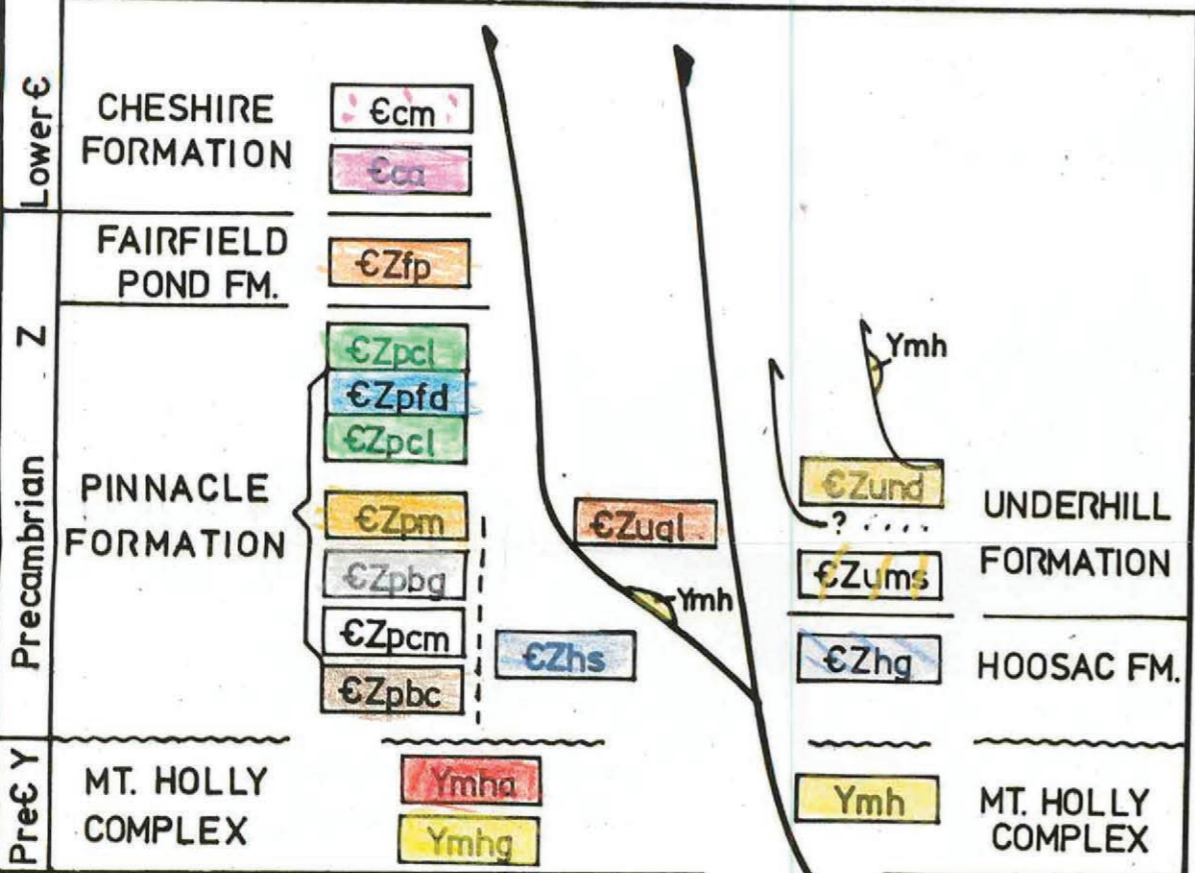 Lower Є
CHESHIRE
FORMATION
Єcm
Єca
FAIRFIELD
POND FM.
ЄZfp
Precambrian Z
PINNACLE
FORMATION
ЄZpcl
ЄZpfd
ЄZpcl
ЄZpm
ЄZpbg
ЄZpcm
ЄZpbc
ЄZhs
ЄZuql
Ymh
Ymh
ЄZund
? ....
ЄZums
UNDERHILL
FORMATION
ЄZhg
HOOSAC FM.
PreЄ Y
MT. HOLLY
COMPLEX
Ymha
Ymhg
Ymh
MT. HOLLY
COMPLEX